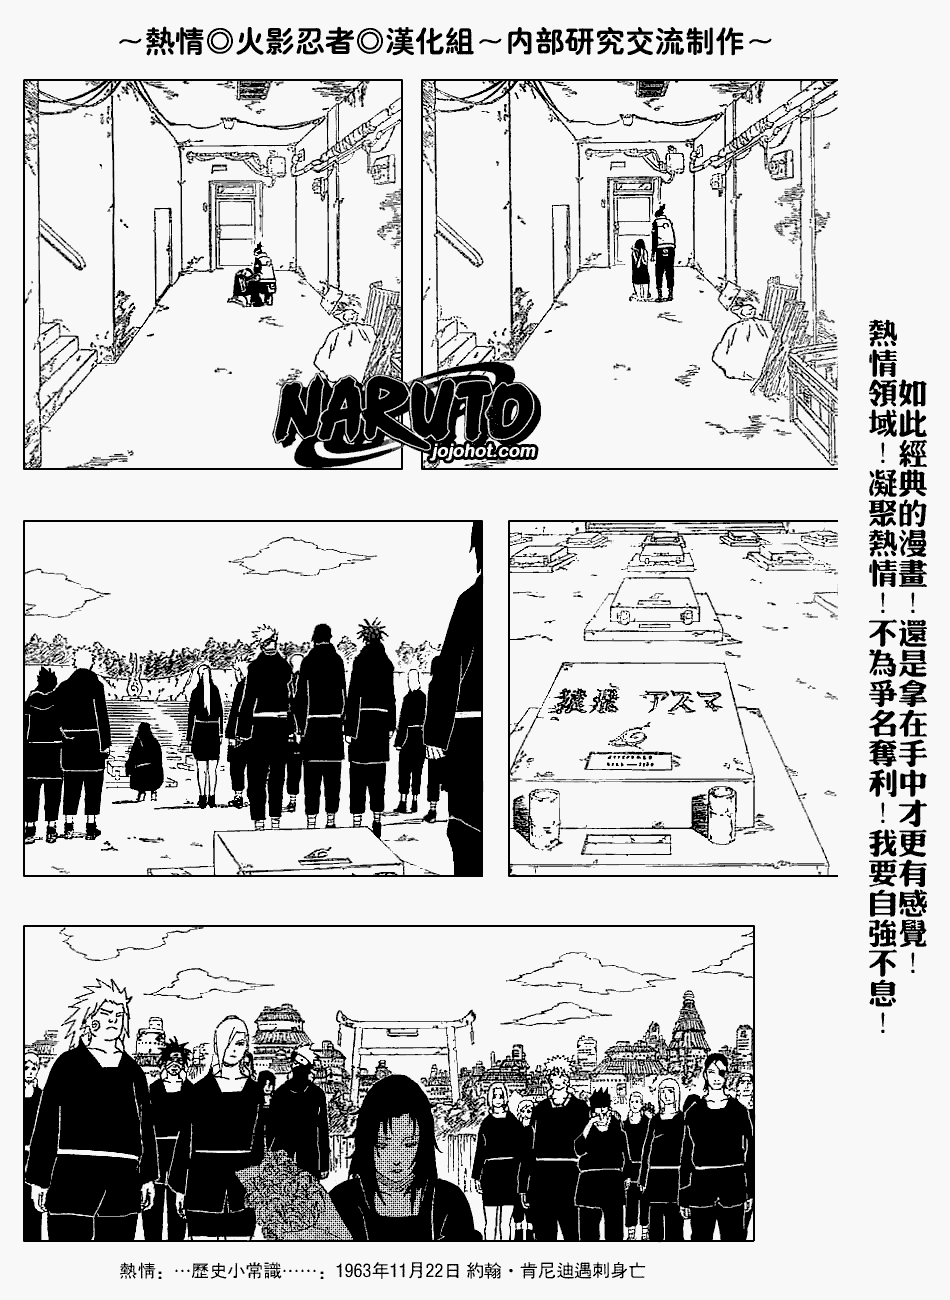 ～熱情◎火影忍者◎漢化組～内部研究交流制作～
NARUTO
jojohot.com
如此經典的漫畫！還是拿在手中才更有感覺！
熱情領域！凝聚熱情！不為爭名奪利！我要自強不息！
猿飛 アスマ
熱情：…歷史小常識……：1963年11月22日 約翰·肯尼迪遇刺身亡